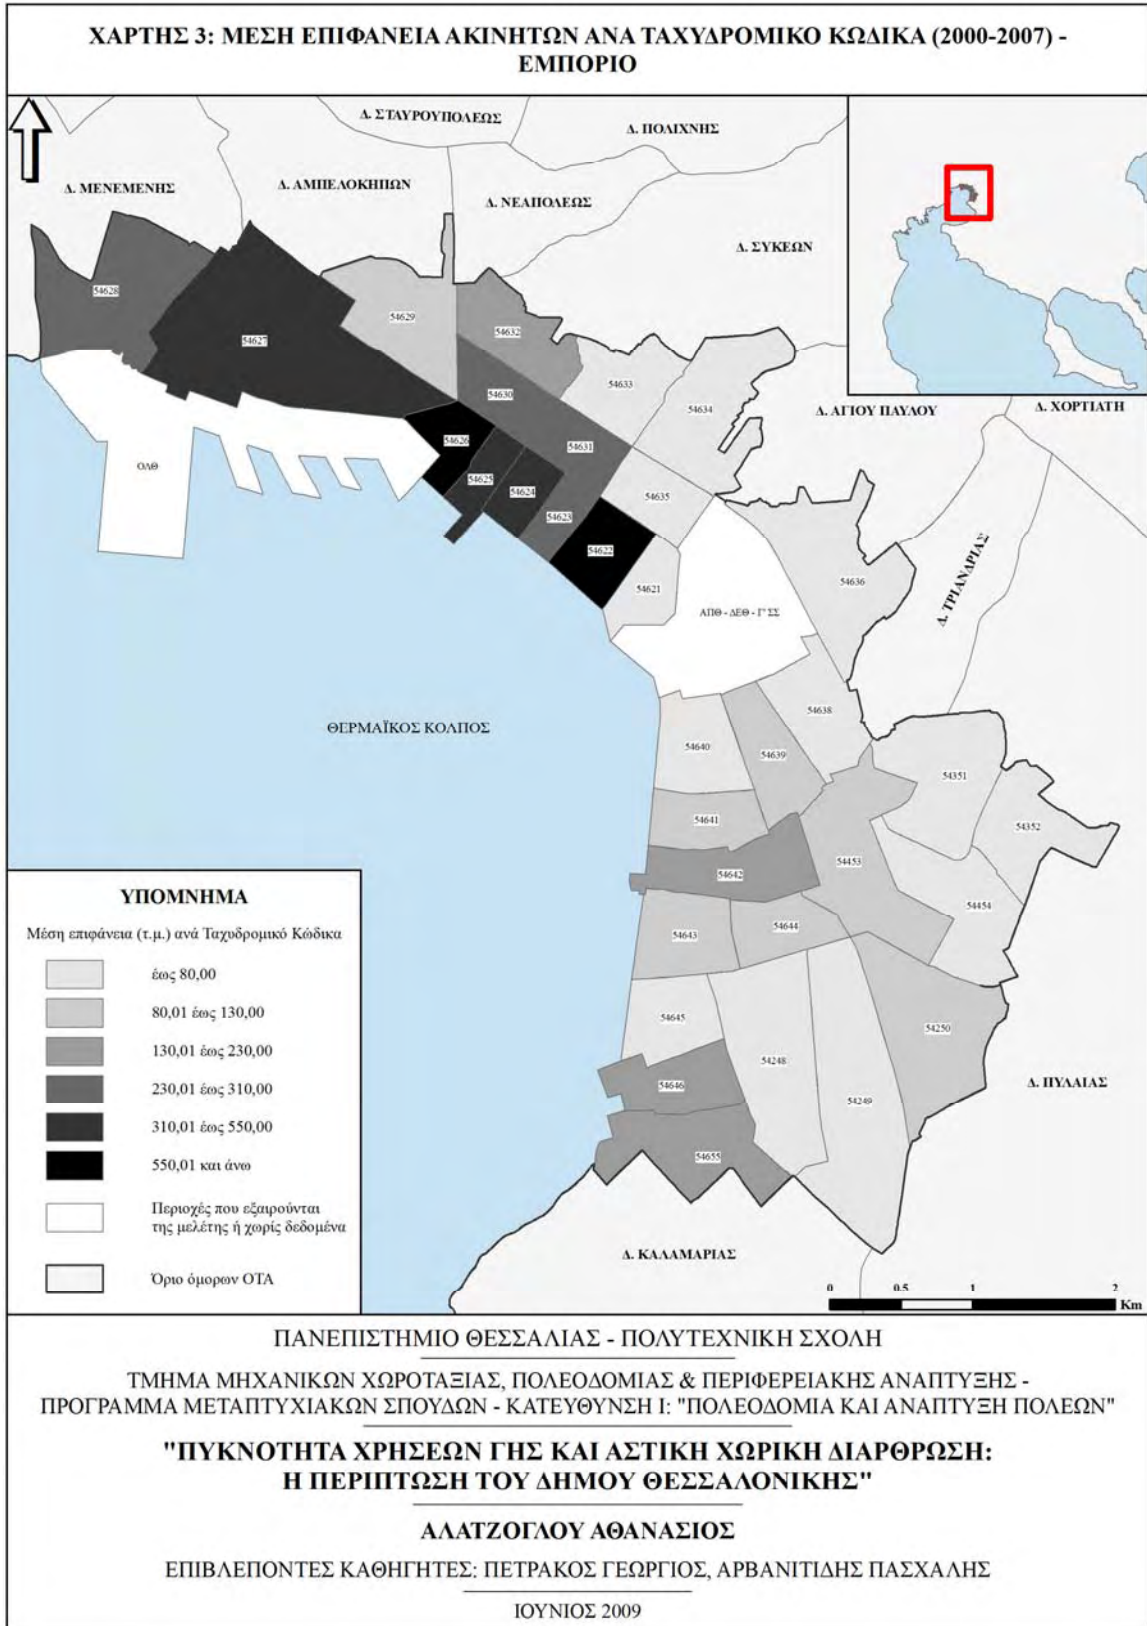 ΧΑΡΤΗΣ 3: ΜΕΣΗ ΕΠΙΦΑΝΕΙΑ ΑΚΙΝΗΤΩΝ ΑΝΑ ΤΑΧΥΔΡΟΜΙΚΟ ΚΩΔΙΚΑ (2000-2007) -
ΕΜΠΟΡΙΟ
Δ. ΣΤΑΥΡΟΥΠΟΛΕΩΣ
Δ. ΠΟΛΙΧΝΗΣ
Δ. ΜΕΝΕΜΕΝΗΣ
Δ. ΑΜΠΕΛΟΚΗΠΩΝ
Δ. ΝΕΑΠΟΛΕΩΣ
Δ. ΣΥΚΕΩΝ
54628
54629
54632
54627
54633
54630
54634
Δ. ΑΓΙΟΥ ΠΑΥΛΟΥ
Δ. ΧΟΡΤΙΑΤΗ
54626
54631
ΟΛΘ
54625
54624
54635
54623
54622
54621
54636
Δ. ΤΡΙΑΝΔΡΙΑΣ
ΑΠΘ - ΔΕΘ - Γ' ΣΣ
ΘΕΡΜΑΪΚΟΣ ΚΟΛΠΟΣ
54638
54640
54639
54351
54641
54352
54642
54453
54454
54643
54644
54645
54250
54248
54646
54249
54655
Δ. ΠΥΛΑΙΑΣ
Δ. ΚΑΛΑΜΑΡΙΑΣ
ΥΠΟΜΝΗΜΑ
Μέση επιφάνεια (τ.μ.) ανά Ταχυδρομικό Κώδικα
έως 80,00
80,01 έως 130,00
130,01 έως 230,00
230,01 έως 310,00
310,01 έως 550,00
550,01 και άνω
Περιοχές που εξαιρούνται
της μελέτης ή χωρίς δεδομένα
Όριο όμορων ΟΤΑ
0 0.5 1 2
Km
ΠΑΝΕΠΙΣΤΗΜΙΟ ΘΕΣΣΑΛΙΑΣ - ΠΟΛΥΤΕΧΝΙΚΗ ΣΧΟΛΗ
ΤΜΗΜΑ ΜΗΧΑΝΙΚΩΝ ΧΩΡΟΤΑΞΙΑΣ, ΠΟΛΕΟΔΟΜΙΑΣ & ΠΕΡΙΦΕΡΕΙΑΚΗΣ ΑΝΑΠΤΥΞΗΣ -
ΠΡΟΓΡΑΜΜΑ ΜΕΤΑΠΤΥΧΙΑΚΩΝ ΣΠΟΥΔΩΝ - ΚΑΤΕΥΘΥΝΣΗ Ι: "ΠΟΛΕΟΔΟΜΙΑ ΚΑΙ ΑΝΑΠΤΥΞΗ ΠΟΛΕΩΝ"
"ΠΥΚΝΟΤΗΤΑ ΧΡΗΣΕΩΝ ΓΗΣ ΚΑΙ ΑΣΤΙΚΗ ΧΩΡΙΚΗ ΔΙΑΡΘΡΩΣΗ:
Η ΠΕΡΙΠΤΩΣΗ ΤΟΥ ΔΗΜΟΥ ΘΕΣΣΑΛΟΝΙΚΗΣ"
ΑΛΑΤΖΟΓΛΟΥ ΑΘΑΝΑΣΙΟΣ
ΕΠΙΒΛΕΠΟΝΤΕΣ ΚΑΘΗΓΗΤΕΣ: ΠΕΤΡΑΚΟΣ ΓΕΩΡΓΙΟΣ, ΑΡΒΑΝΙΤΙΔΗΣ ΠΑΣΧΑΛΗΣ
ΙΟΥΝΙΟΣ 2009